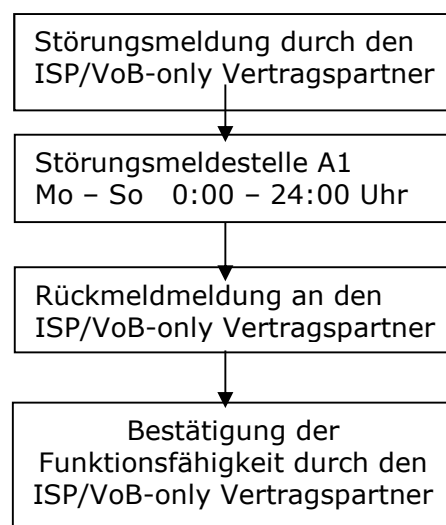 Störungsmeldung durch den
ISP/VoB-only Vertragspartner
Störungsmeldestelle A1
Mo – So 0:00 – 24:00 Uhr
Rückmeldmeldung an den
ISP/VoB-only Vertragspartner
Bestätigung der
Funktionsfähigkeit durch den
ISP/VoB-only Vertragspartner